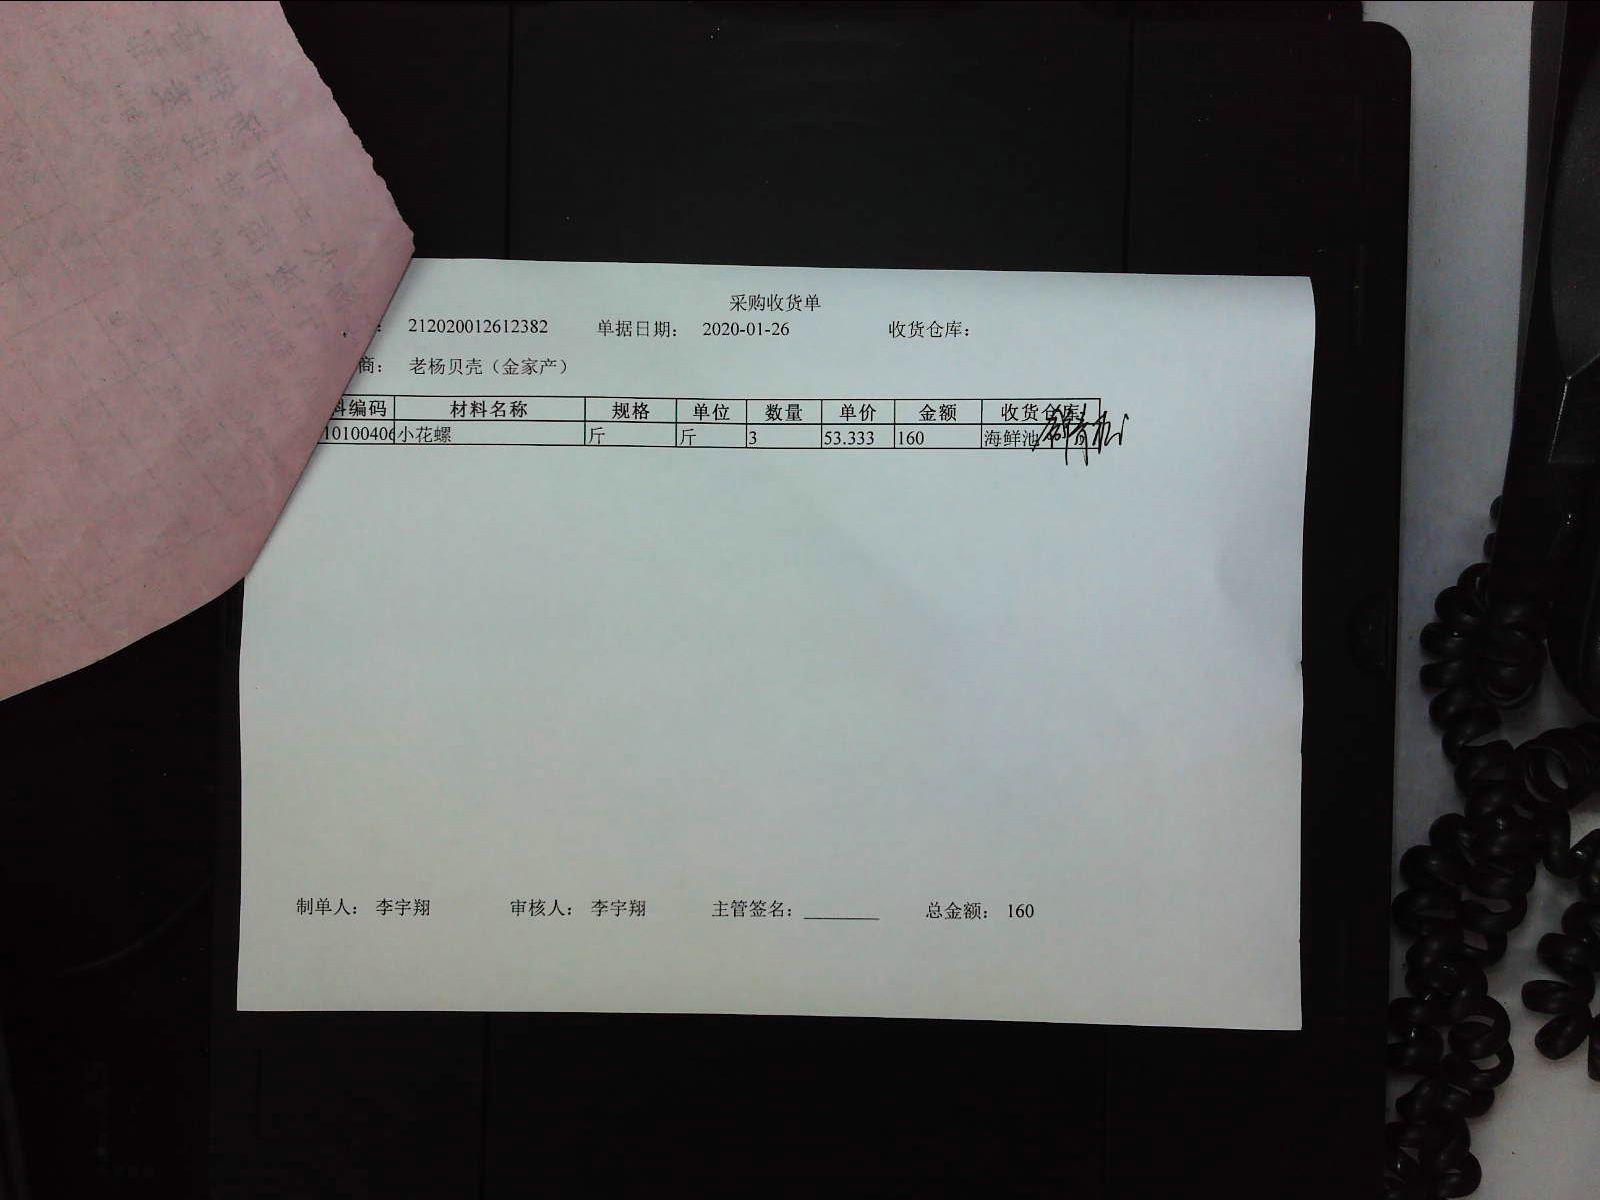 采购收货单
： 212020012612382 单据日期： 2020-01-26 收货仓库：
商： 老杨贝壳（金家产）
料编码 材料名称 规格 单位 数量 单价 金额 收货仓库
10100406 小花螺 斤 斤 3 53.333 160 海鲜池
制单人： 李宇翔 审核人： 李宇翔 主管签名：________ 总金额： 160